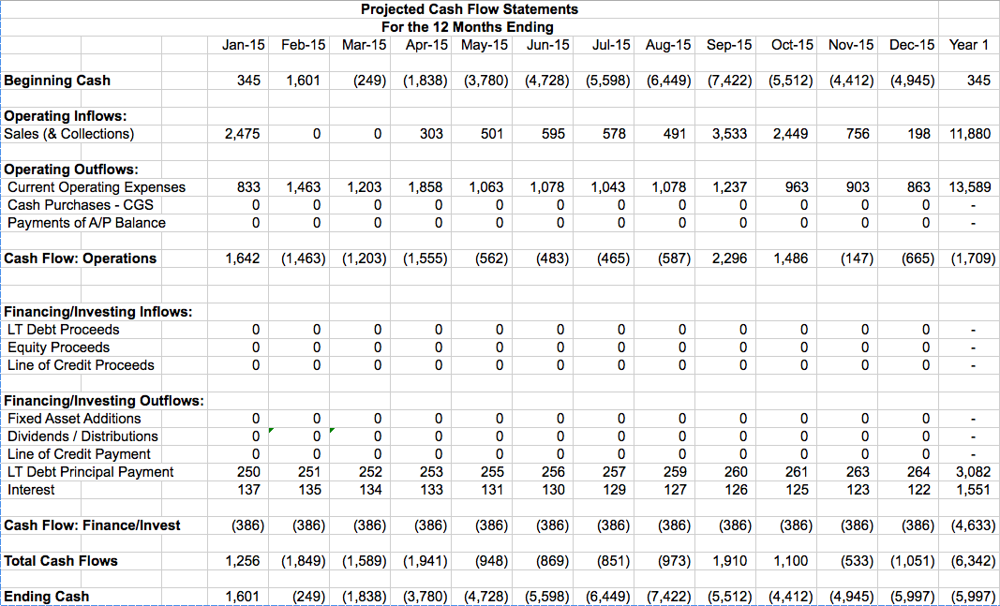 Projected Cash Flow Statements
For the 12 Months Ending
Jan-15 Feb-15 Mar-15 Apr-15 May-15 Jun-15 Jul-15 Aug-15 Sep-15 Oct-15 Nov-15 Dec-15 Year 1
Beginning Cash 345 1,601 (249) (1,838) (3,780) (4,728) (5,598) (6,449) (7,422) (5,512) (4,412) (4,945) 345
Operating Inflows:
Sales (& Collections) 2,475 0 0 303 501 595 578 491 3,533 2,449 756 198 11,880
Operating Outflows:
Current Operating Expenses 833 1,463 1,203 1,858 1,063 1,078 1,043 1,078 1,237 963 903 863 13,589
Cash Purchases - CGS 0 0 0 0 0 0 0 0 0 0 0 0 -
Payments of A/P Balance 0 0 0 0 0 0 0 0 0 0 0 0 -
Cash Flow: Operations 1,642 (1,463) (1,203) (1,555) (562) (483) (465) (587) 2,296 1,486 (147) (665) (1,709)
Financing/Investing Inflows:
LT Debt Proceeds 0 0 0 0 0 0 0 0 0 0 0 0 -
Equity Proceeds 0 0 0 0 0 0 0 0 0 0 0 0 -
Line of Credit Proceeds 0 0 0 0 0 0 0 0 0 0 0 0 -
Financing/Investing Outflows:
Fixed Asset Additions 0 0 0 0 0 0 0 0 0 0 0 0 -
Dividends / Distributions 0 0 0 0 0 0 0 0 0 0 0 0 -
Line of Credit Payment 0 0 0 0 0 0 0 0 0 0 0 0 -
LT Debt Principal Payment 250 251 252 253 255 256 257 259 260 261 263 264 3,082
Interest 137 135 134 133 131 130 129 127 126 125 123 122 1,551
Cash Flow: Finance/Invest (386) (386) (386) (386) (386) (386) (386) (386) (386) (386) (386) (386) (4,633)
Total Cash Flows 1,256 (1,849) (1,589) (1,941) (948) (869) (851) (973) 1,910 1,100 (533) (1,051) (6,342)
Ending Cash 1,601 (249) (1,838) (3,780) (4,728) (5,598) (6,449) (7,422) (5,512) (4,412) (4,945) (5,997) (5,997)